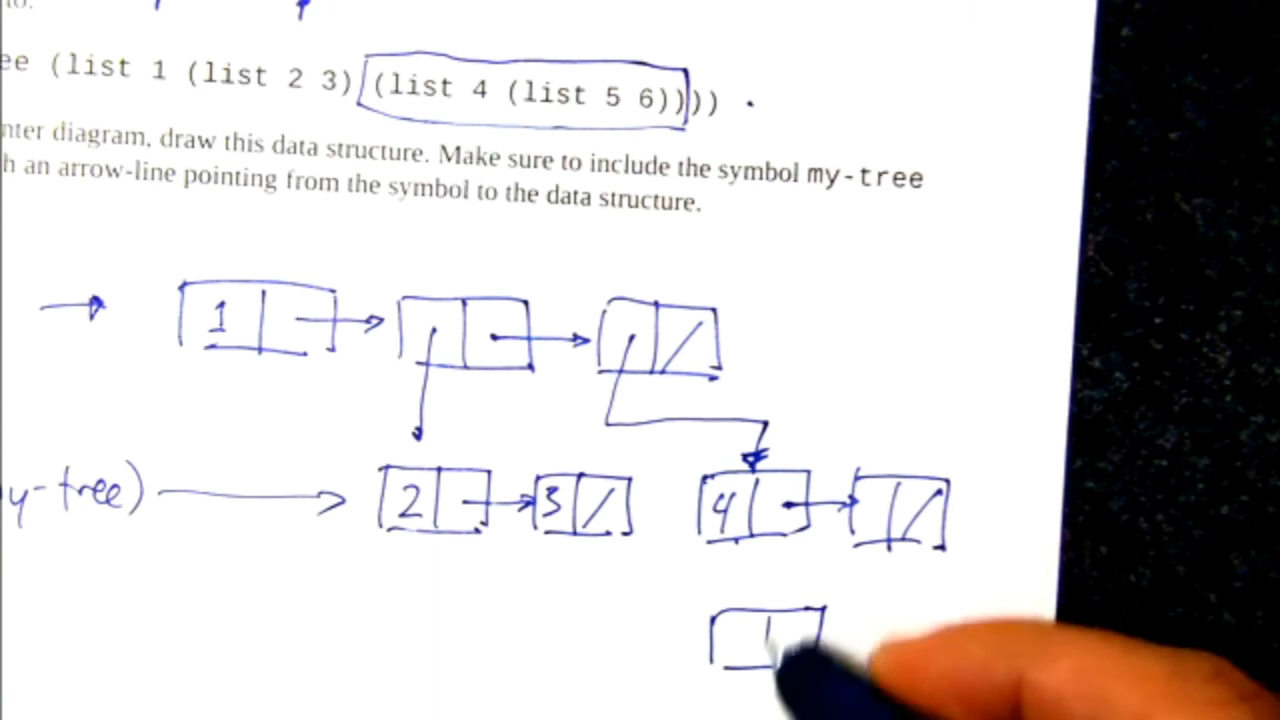 to.
ee (list 1 (list 2 3) (list 4 (list 5 6)))) .
nter diagram, draw this data structure. Make sure to include the symbol my-tree
h an arrow-line pointing from the symbol to the data structure.
1
y-tree) 2 3 4